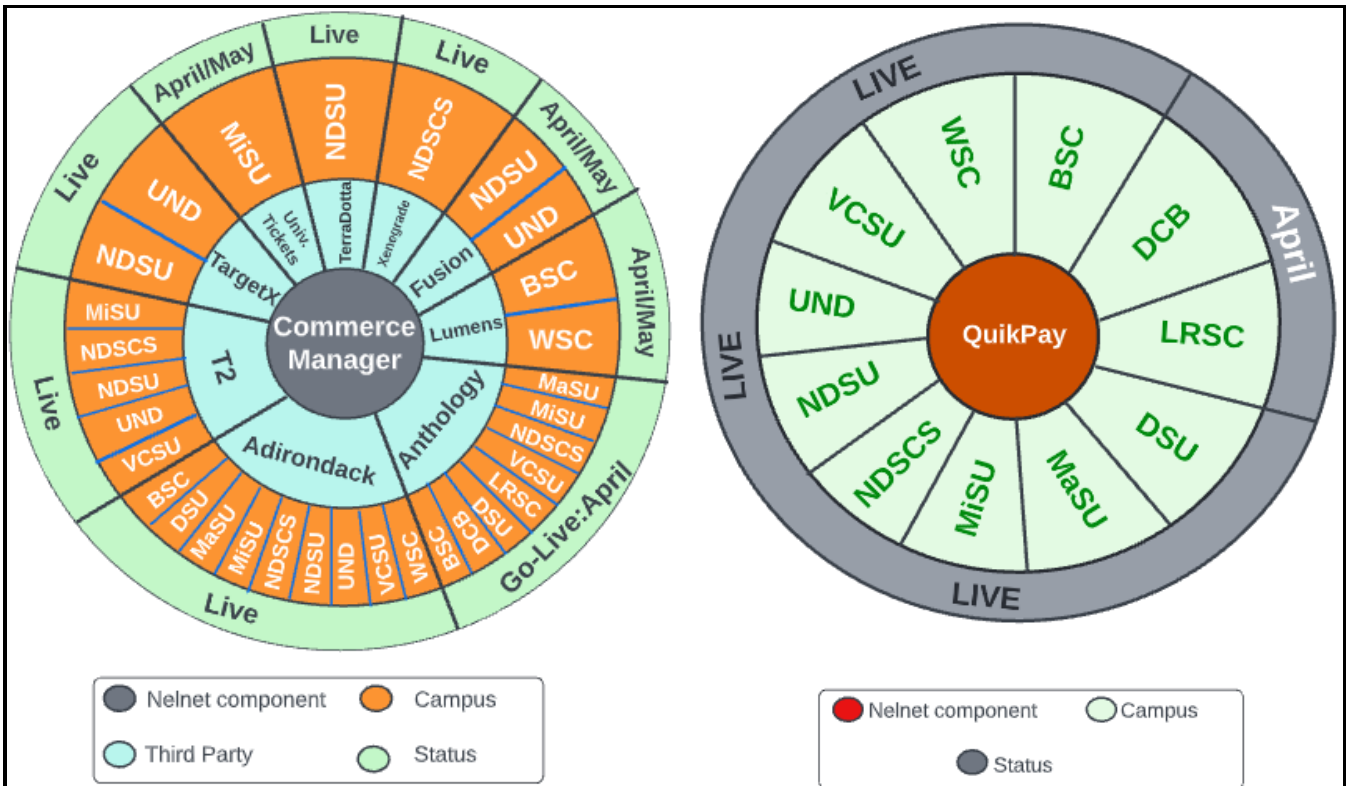 Live
Live
April/May
April/May
Live
Live
April/May
Go-Live:April
Live
NDSU
NDSCS
NDSU
UND
BSC
WSC
MaSU
MiSU
NDSCS
VCSU
LRSC
DSU
DCB
BSC
WSC
VCSU
UND
NDSU
NDSCS
MiSU
MaSU
DSU
BSC
VCSU
UND
NDSU
NDSCS
MiSU
NDSU
UND
MiSU
TerraDotta
Xenegrade
Fusion
Lumens
Anthology
Adirondack
T2
TargetX
Univ.
Tickets
Commerce
Manager
Nelnet component
Campus
Third Party
Status
LIVE
April
LIVE
LIVE
BSC
DCB
LRSC
DSU
MaSU
MiSU
NDSCS
NDSU
UND
VCSU
WSC
QuikPay
Nelnet component
Campus
Status